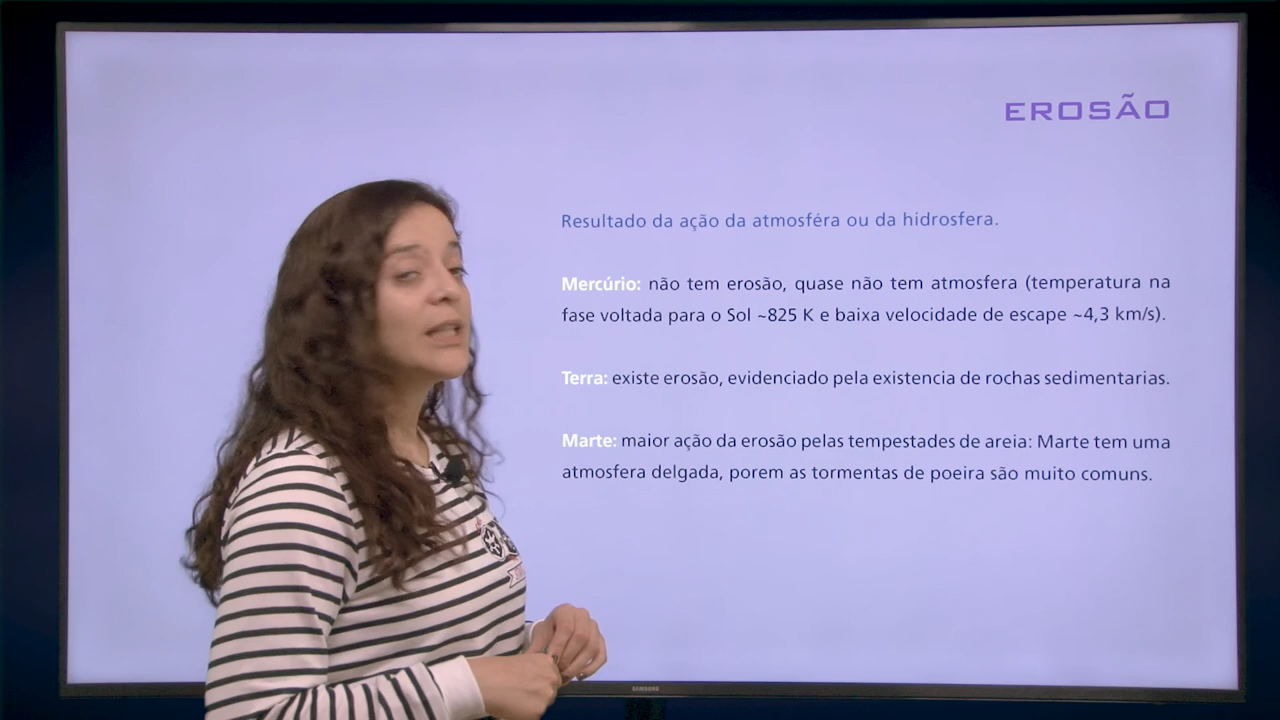 EROSÃO
Resultado da ação da atmosféra ou da hidrosfera.
Mercúrio: não tem erosão, quase não tem atmosfera (temperatura na
fase voltada para o Sol ~825 K e baixa velocidade de escape ~4,3 km/s).
Terra: existe erosão, evidenciado pela existencia de rochas sedimentarias.
Marte: maior ação da erosão pelas tempestades de areia: Marte tem uma
atmosfera delgada, porem as tormentas de poeira são muito comuns.
SAMSUNG